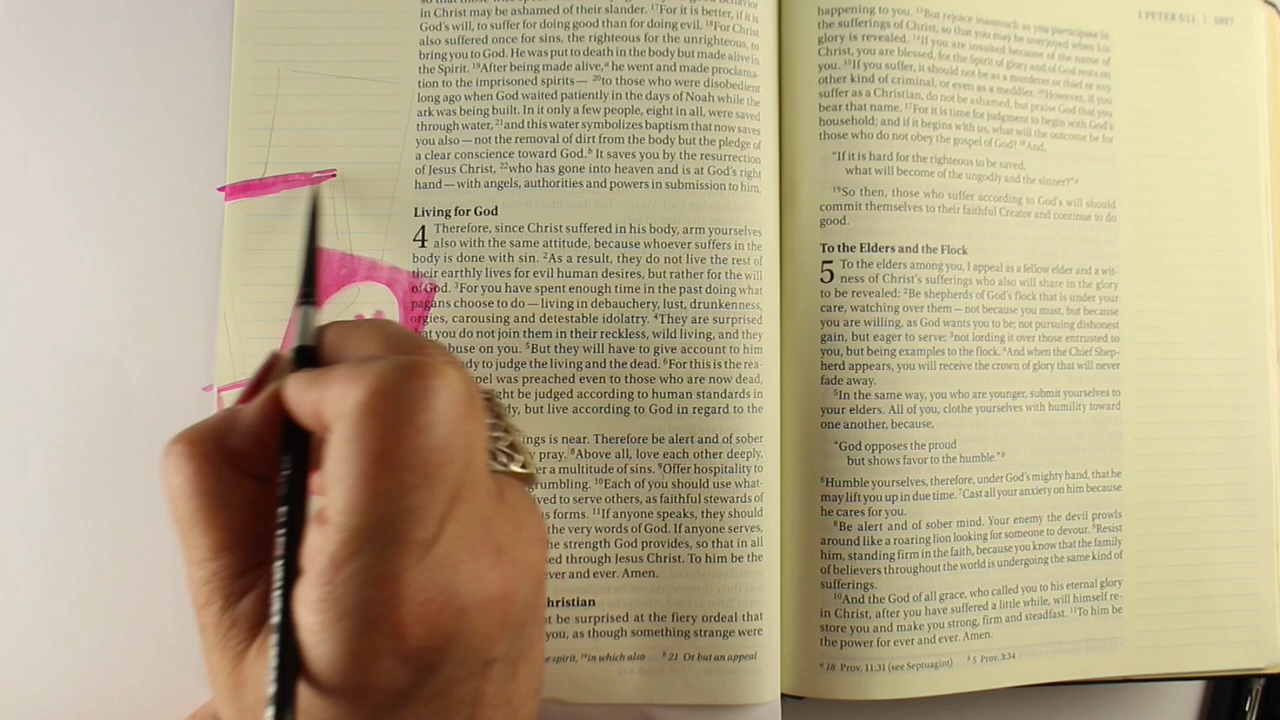 in Christ may be ashamed of their slander. ¹⁷For it is better, if it is
God's will, to suffer for doing good than for doing evil. ¹⁸For Christ
also suffered once for sins, the righteous for the unrighteous, to
bring you to God. He was put to death in the body but made alive in
the Spirit. ¹⁹After being made alive,ᵃ he went and made proclama-
tion to the imprisoned spirits— ²⁰to those who were disobedient
long ago when God waited patiently in the days of Noah while the
ark was being built. In it only a few people, eight in all, were saved
through water, ²¹and this water symbolizes baptism that now saves
you also—not the removal of dirt from the body but the pledge of
a clear conscience toward God.ᵇ It saves you by the resurrection
of Jesus Christ, ²²who has gone into heaven and is at God's right
hand—with angels, authorities and powers in submission to him.
Living for God
4 Therefore, since Christ suffered in his body, arm yourselves
also with the same attitude, because whoever suffers in the
body is done with sin. ²As a result, they do not live the rest of
their earthly lives for evil human desires, but rather for the will
of God. ³For you have spent enough time in the past doing what
pagans choose to do—living in debauchery, lust, drunkenness,
orgies, carousing and detestable idolatry. ⁴They are surprised
that you do not join them in their reckless, wild living, and they
buse on you. ⁵But they will have to give account to him
dy to judge the living and the dead. ⁶For this is the rea-
pel was preached even to those who are now dead,
ght be judged according to human standards in
dy, but live according to God in regard to the
ings is near. Therefore be alert and of sober
y pray. ⁸Above all, love each other deeply,
er a multitude of sins. ⁹Offer hospitality to
grumbling. ¹⁰Each of you should use what-
ived to serve others, as faithful stewards of
s forms. ¹¹If anyone speaks, they should
the very words of God. If anyone serves,
he strength God provides, so that in all
ed through Jesus Christ. To him be the
ever and ever. Amen.
hristian
ot be surprised at the fiery ordeal that
you, as though something strange were
e spirit, ¹⁹in which also ᵇ 21 Or but an appeal
1 PETER 5:11 | 1897
happening to you. ¹³But rejoice inasmuch as you participate in
the sufferings of Christ, so that you may be overjoyed when his
glory is revealed. ¹⁴If you are insulted because of the name of
Christ, you are blessed, for the Spirit of glory and of God rests on
you. ¹⁵If you suffer, it should not be as a murderer or thief or any
other kind of criminal, or even as a meddler. ¹⁶However, if you
suffer as a Christian, do not be ashamed, but praise God that you
bear that name. ¹⁷For it is time for judgment to begin with God's
household; and if it begins with us, what will the outcome be for
those who do not obey the gospel of God? ¹⁸And,
"If it is hard for the righteous to be saved,
what will become of the ungodly and the sinner?"ᵃ
¹⁹So then, those who suffer according to God's will should
commit themselves to their faithful Creator and continue to do
good.
To the Elders and the Flock
5 To the elders among you, I appeal as a fellow elder and a wit-
ness of Christ's sufferings who also will share in the glory
to be revealed: ²Be shepherds of God's flock that is under your
care, watching over them—not because you must, but because
you are willing, as God wants you to be; not pursuing dishonest
gain, but eager to serve; ³not lording it over those entrusted to
you, but being examples to the flock. ⁴And when the Chief Shep-
herd appears, you will receive the crown of glory that will never
fade away.
⁵In the same way, you who are younger, submit yourselves to
your elders. All of you, clothe yourselves with humility toward
one another, because,
"God opposes the proud
but shows favor to the humble."ᵇ
⁶Humble yourselves, therefore, under God's mighty hand, that he
may lift you up in due time. ⁷Cast all your anxiety on him because
he cares for you.
⁸Be alert and of sober mind. Your enemy the devil prowls
around like a roaring lion looking for someone to devour. ⁹Resist
him, standing firm in the faith, because you know that the family
of believers throughout the world is undergoing the same kind of
sufferings.
¹⁰And the God of all grace, who called you to his eternal glory
in Christ, after you have suffered a little while, will himself re-
store you and make you strong, firm and steadfast. ¹¹To him be
the power for ever and ever. Amen.
ᵃ 18 Prov. 11:31 (see Septuagint) ᵇ 5 Prov. 3:34